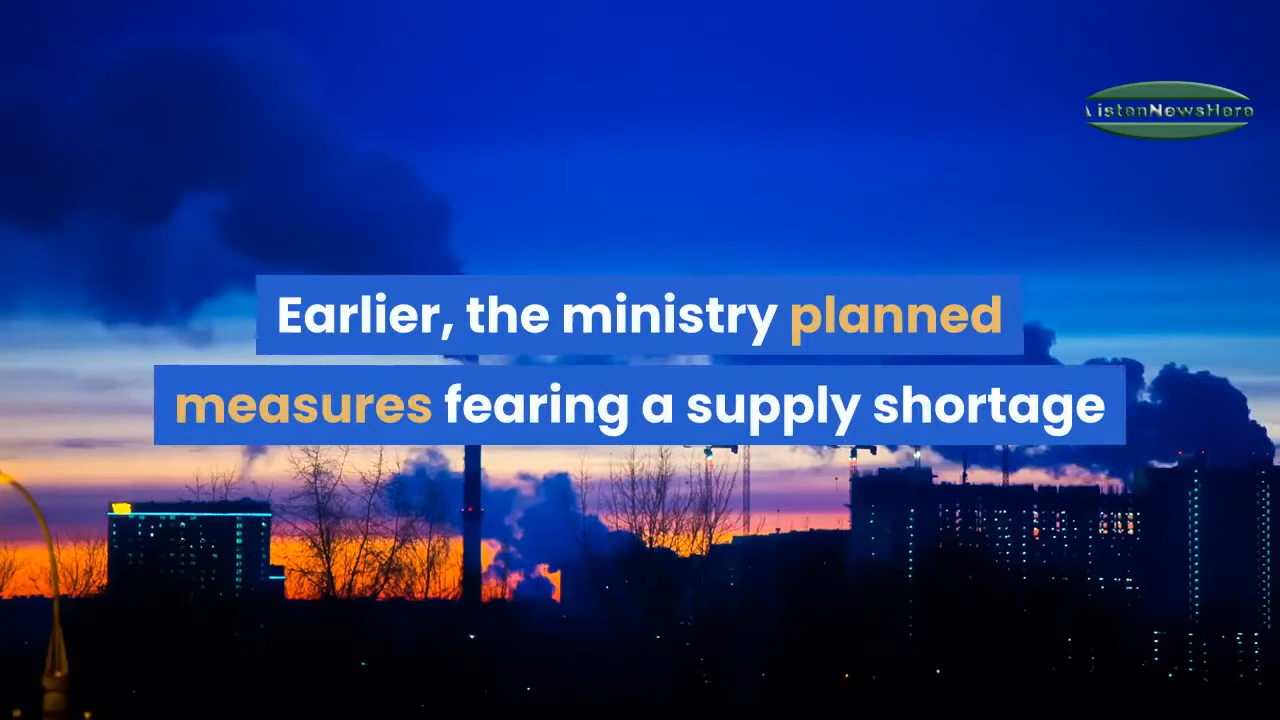 ListenNewsHere
Earlier, the ministry planned
measures fearing a supply shortage